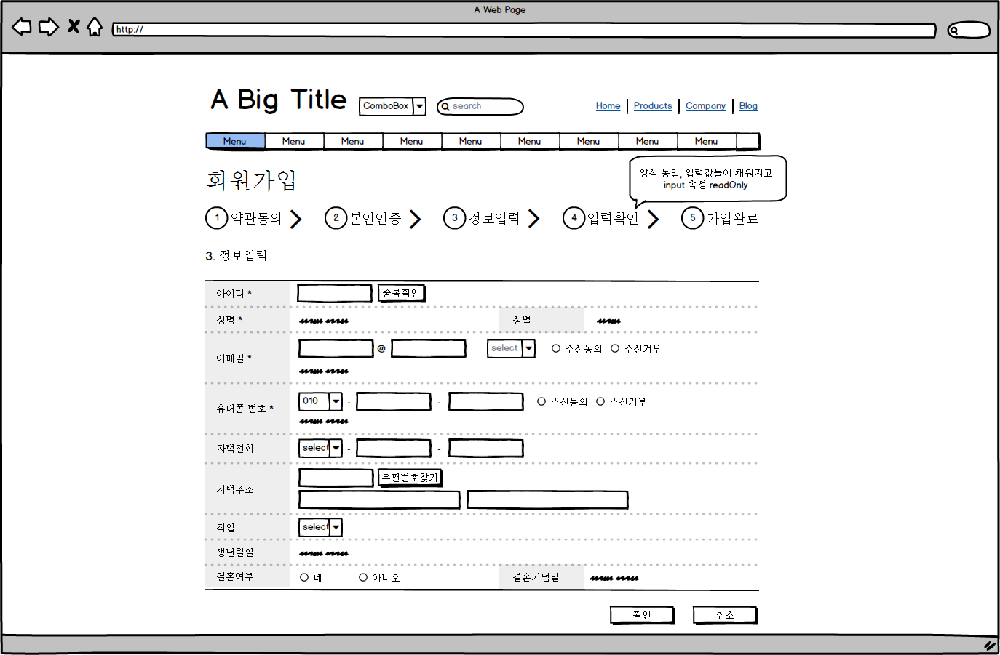 A Web Page
http://
A Big Title ComboBox search Home Products Company Blog
Menu Menu Menu Menu Menu Menu Menu Menu Menu
회원가입
양식 동일, 입력값들이 채워지고
input 속성 readOnly
1 약관동의 2 본인인증 3 정보입력 4 입력확인 5 가입완료
3. 정보입력
아이디 * 중복확인
성명 * 성별
이메일 * @ select 수신동의 수신거부
휴대폰 번호 * 010 - - 수신동의 수신거부
자택전화 select - -
자택주소 우편번호찾기
직업 select
생년월일
결혼여부 네 아니오 결혼기념일
확인 취소